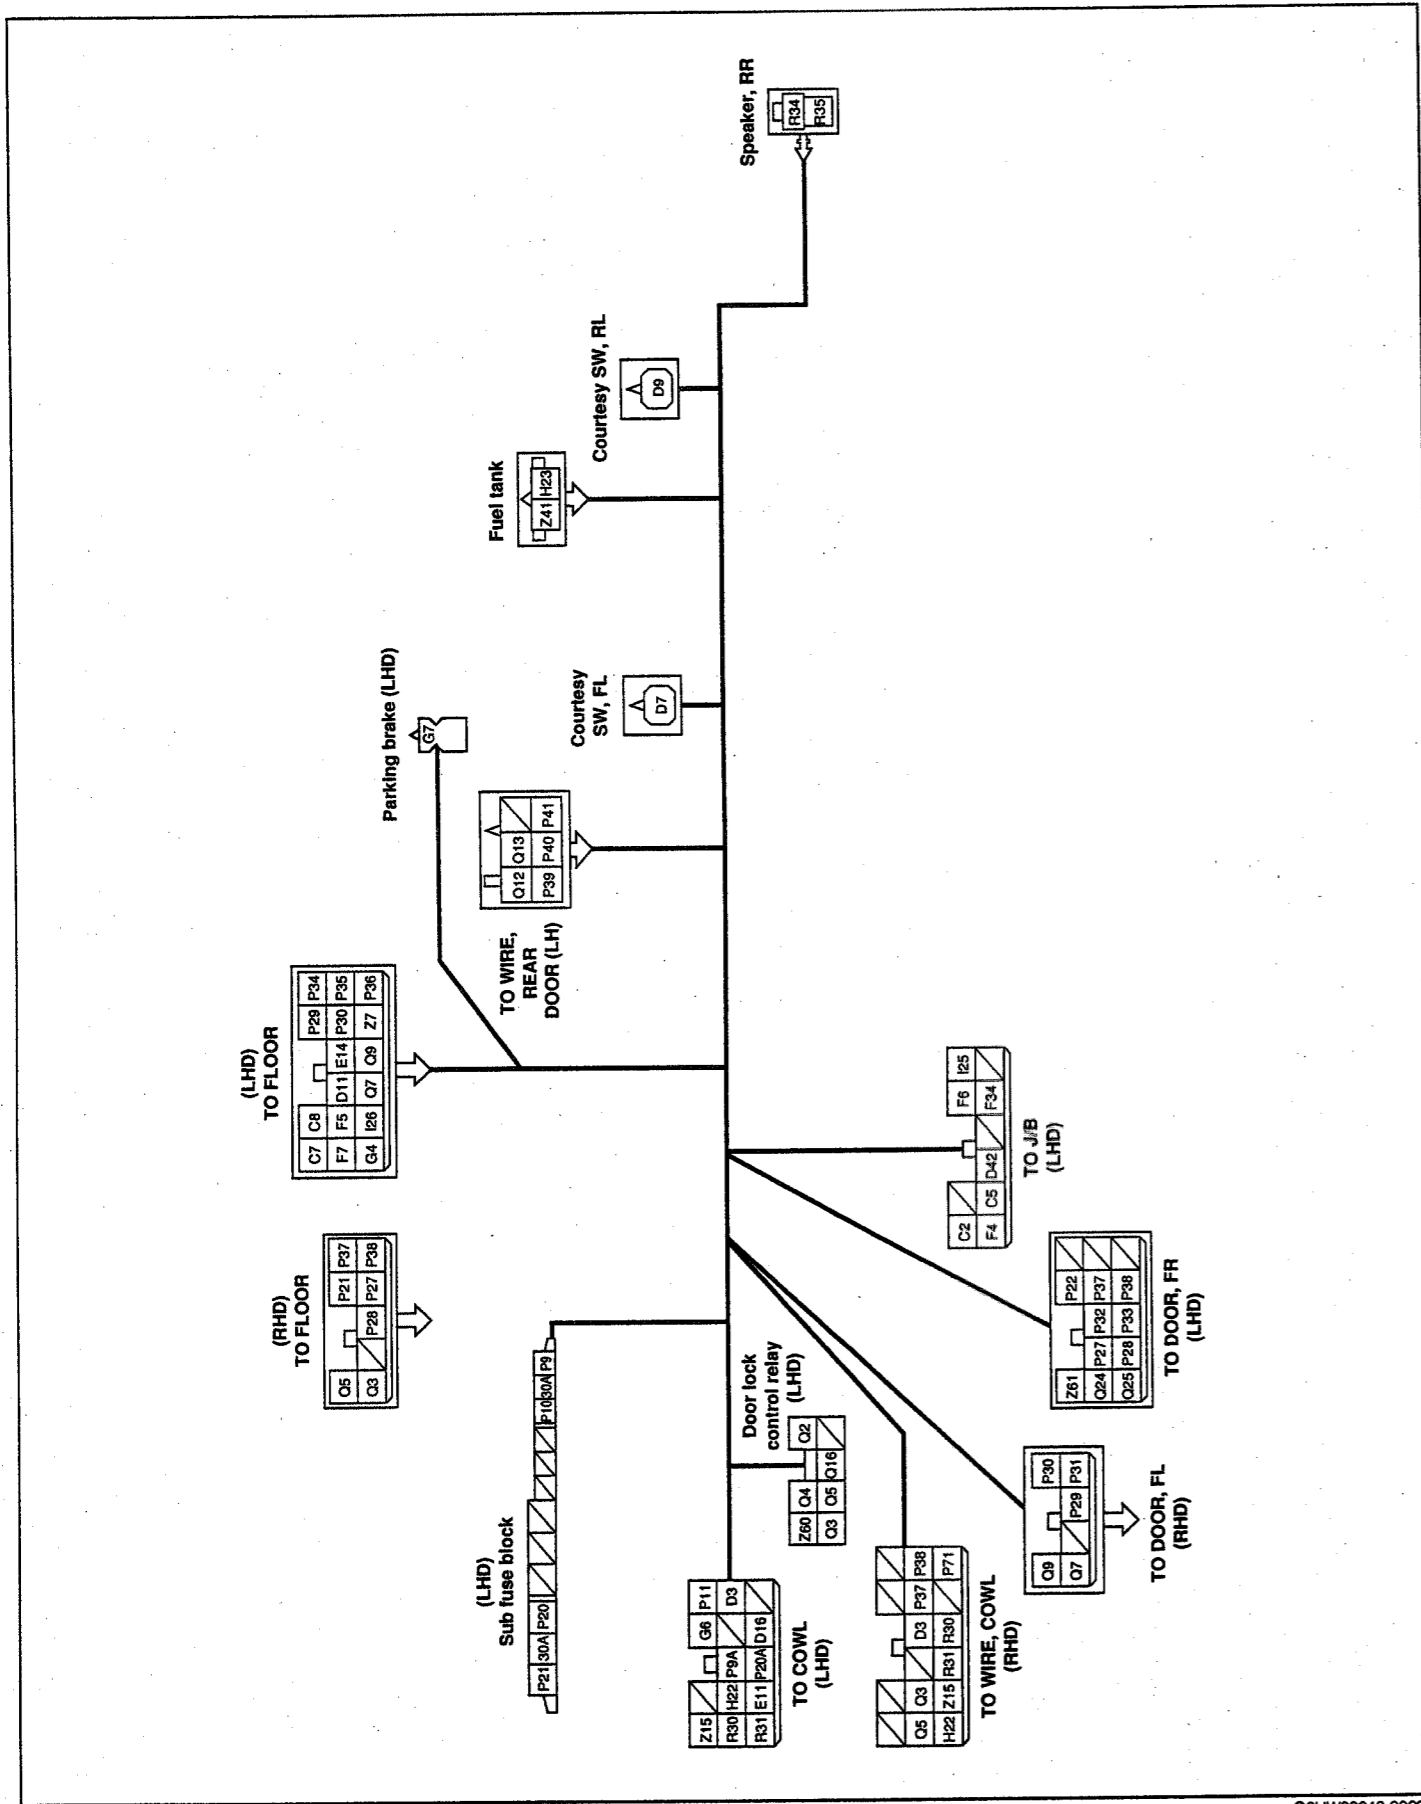 (LHD)
TO FLOOR
C7 C8 P29 P34
F7 F5 D11 E14 P30 P35
G4 I26 Q7 Q9 Z7 P36
(RHD)
TO FLOOR
Q5 P21 P37
Q3 P28 P27 P38
Parking brake (LHD)
G7
TO WIRE,
REAR
DOOR (LH)
Q12 Q13
P39 P40 P41
Fuel tank
Z41 H23
(LHD)
Sub fuse block
P21 30A P20 P10 30A P9
Courtesy
SW, FL
D7
Courtesy SW, RL
D9
Speaker, RR
R34
R35
Z15 G6 P11
R30 H22 P9A D3
R31 E11 P20A D16
TO COWL
(LHD)
Door lock
control relay
(LHD)
Z60 Q4 Q2
Q3 Q5 Q16
Q5 Q3 D3 P37 P38
H22 Z15 R31 R30 P71
TO WIRE, COWL
(RHD)
C2 F6 I25
F4 C5 D42 F34
TO J/B
(LHD)
Q9 P30
Q7 P29 P31
TO DOOR, FL
(RHD)
Z61 P22
Q24 P27 P32 P37
Q25 P28 P33 P38
TO DOOR, FR
(LHD)